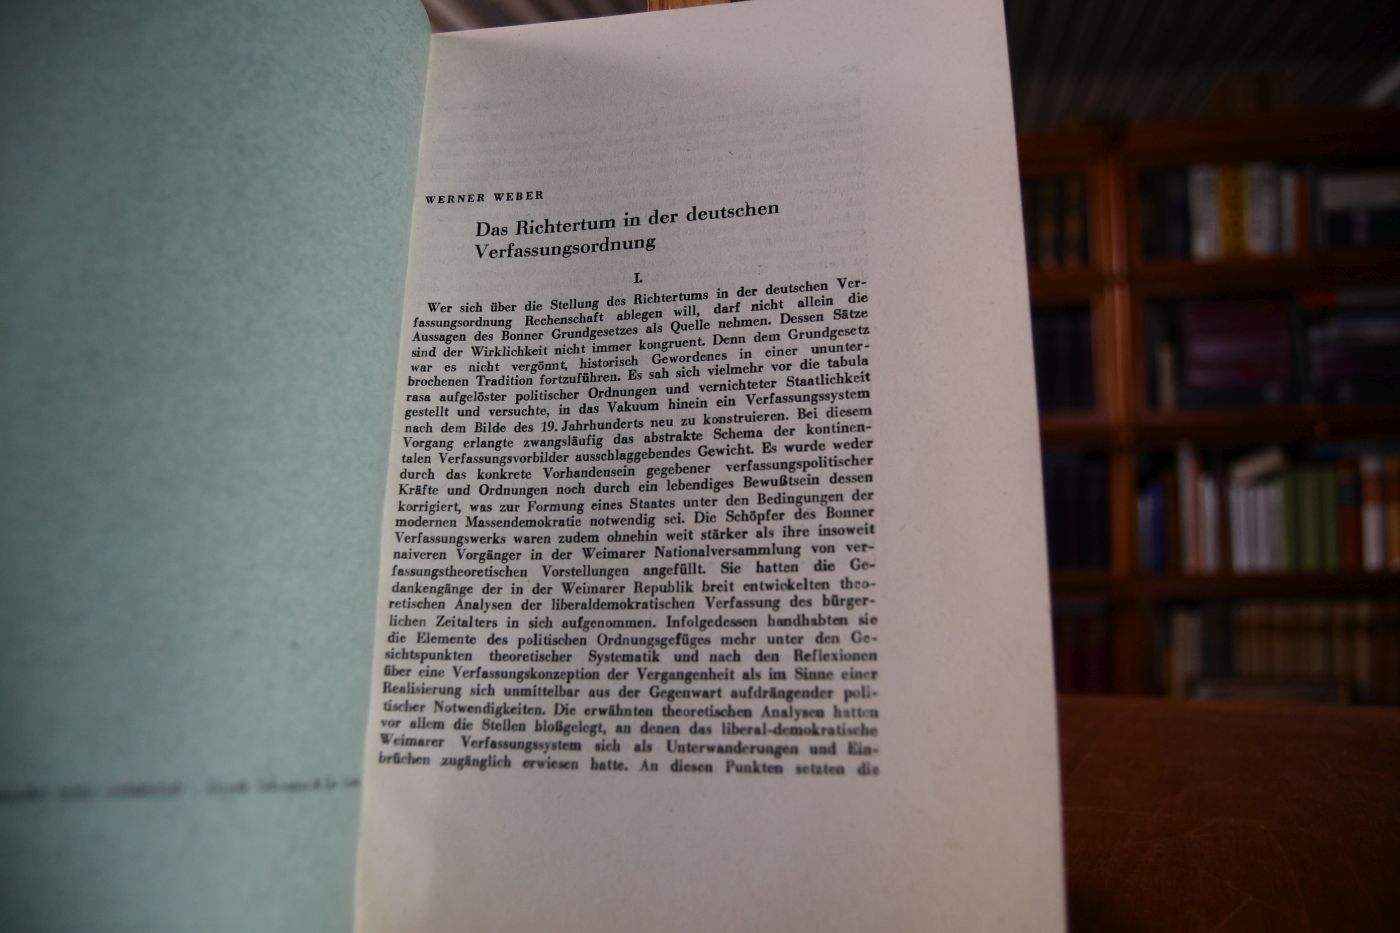 WERNER WEBER
Das Richtertum in der deutschen
Verfassungsordnung
I.
Wer sich über die Stellung des Richtertums in der deutschen Ver-
fassungsordnung Rechenschaft ablegen will, darf nicht allein die
Aussagen des Bonner Grundgesetzes als Quelle nehmen. Dessen Sätze
sind der Wirklichkeit nicht immer kongruent. Denn dem Grundgesetz
war es nicht vergönnt, historisch Gewordenes in einer ununter-
brochenen Tradition fortzuführen. Es sah sich vielmehr vor die tabula
rasa aufgelöster politischer Ordnungen und vernichteter Staatlichkeit
gestellt und versuchte, in das Vakuum hinein ein Verfassungssystem
nach dem Bilde des 19. Jahrhunderts neu zu konstruieren. Bei diesem
Vorgang erlangte zwangsläufig das abstrakte Schema der kontinen-
talen Verfassungsvorbilder ausschlaggebendes Gewicht. Es wurde weder
durch das konkrete Vorhandensein gegebener verfassungspolitischer
Kräfte und Ordnungen noch durch ein lebendiges Bewußtsein dessen
korrigiert, was zur Formung eines Staates unter den Bedingungen der
modernen Massendemokratie notwendig sei. Die Schöpfer des Bonner
Verfassungswerks waren zudem ohnehin weit stärker als ihre insoweit
naiveren Vorgänger in der Weimarer Nationalversammlung von ver-
fassungstheoretischen Vorstellungen angefüllt. Sie hatten die Ge-
dankengänge der in der Weimarer Republik breit entwickelten theo-
retischen Analysen der liberaldemokratischen Verfassung des bürger-
lichen Zeitalters in sich aufgenommen. Infolgedessen handhabten sie
die Elemente des politischen Ordnungsgefüges mehr unter den Ge-
sichtspunkten theoretischer Systematik und nach den Reflexionen
über eine Verfassungskonzeption der Vergangenheit als im Sinne einer
Realisierung sich unmittelbar aus der Gegenwart aufdrängender poli-
tischer Notwendigkeiten. Die erwähnten theoretischen Analysen hatten
vor allem die Stellen bloßgelegt, an denen das liberal-demokratische
Weimarer Verfassungssystem sich als Unterwanderungen und Ein-
brüchen zugänglich erwiesen hatte. An diesen Punkten setzten die